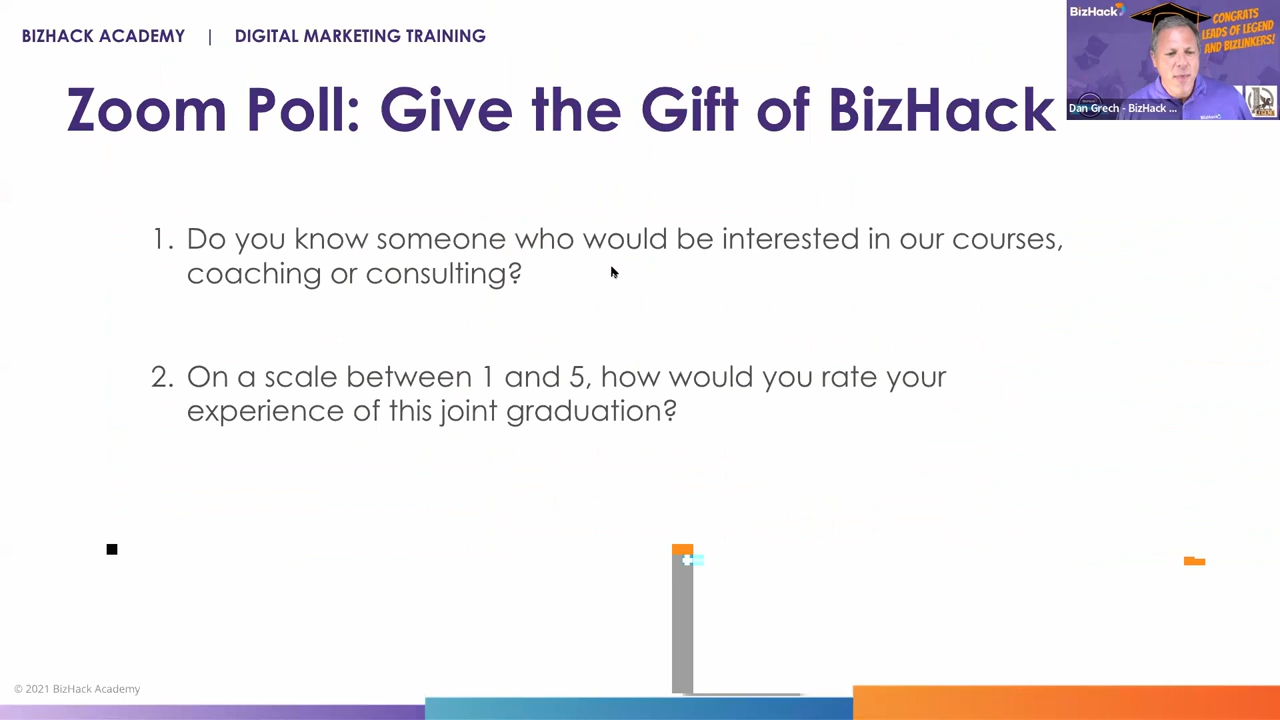 BIZHACK ACADEMY | DIGITAL MARKETING TRAINING
BizHack
CONGRATS
LEADS OF LEGEND
AND BIZLINKERS!
Zoom Poll: Give the Gift of BizHack
Dan Grech - BizHack ...
BizHack
1. Do you know someone who would be interested in our courses,
coaching or consulting?
2. On a scale between 1 and 5, how would you rate your
experience of this joint graduation?
© 2021 BizHack Academy